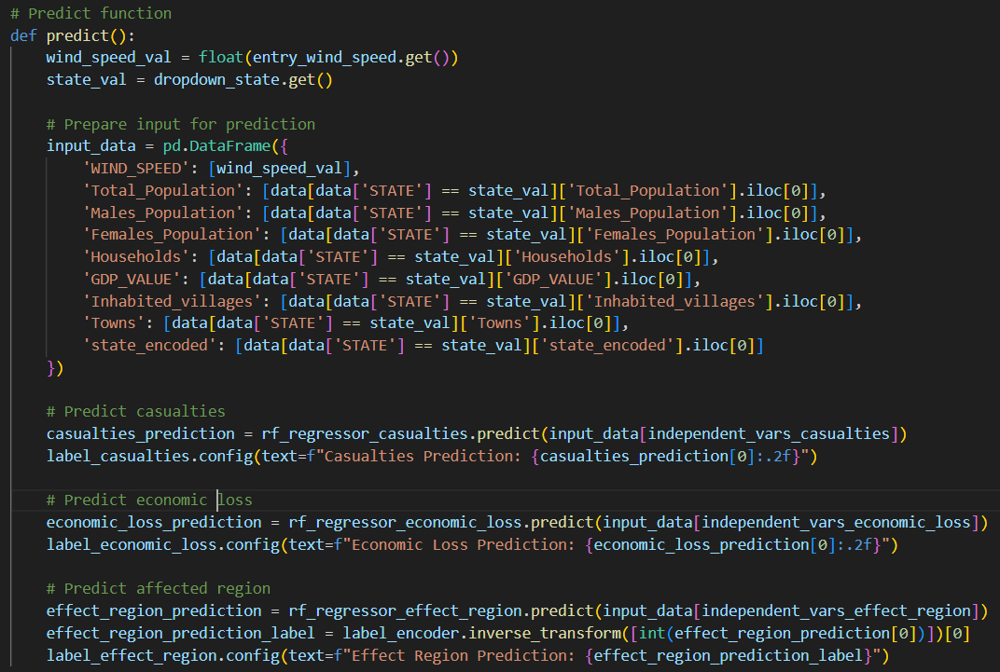 # Predict function
def predict():
    wind_speed_val = float(entry_wind_speed.get())
    state_val = dropdown_state.get()
    # Prepare input for prediction
    input_data = pd.DataFrame({
        'WIND_SPEED': [wind_speed_val],
        'Total_Population': [data[data['STATE'] == state_val]['Total_Population'].iloc[0]],
        'Males_Population': [data[data['STATE'] == state_val]['Males_Population'].iloc[0]],
        'Females_Population': [data[data['STATE'] == state_val]['Females_Population'].iloc[0]],
        'Households': [data[data['STATE'] == state_val]['Households'].iloc[0]],
        'GDP_VALUE': [data[data['STATE'] == state_val]['GDP_VALUE'].iloc[0]],
        'Inhabited_villages': [data[data['STATE'] == state_val]['Inhabited_villages'].iloc[0]],
        'Towns': [data[data['STATE'] == state_val]['Towns'].iloc[0]],
        'state_encoded': [data[data['STATE'] == state_val]['state_encoded'].iloc[0]]
    })
    # Predict casualties
    casualties_prediction = rf_regressor_casualties.predict(input_data[independent_vars_casualties])
    label_casualties.config(text=f"Casualties Prediction: {casualties_prediction[0]:.2f}")
    # Predict economic loss
    economic_loss_prediction = rf_regressor_economic_loss.predict(input_data[independent_vars_economic_loss])
    label_economic_loss.config(text=f"Economic Loss Prediction: {economic_loss_prediction[0]:.2f}")
    # Predict affected region
    effect_region_prediction = rf_regressor_effect_region.predict(input_data[independent_vars_effect_region])
    effect_region_prediction_label = label_encoder.inverse_transform([int(effect_region_prediction[0])])[0]
    label_effect_region.config(text=f"Effect Region Prediction: {effect_region_prediction_label}")